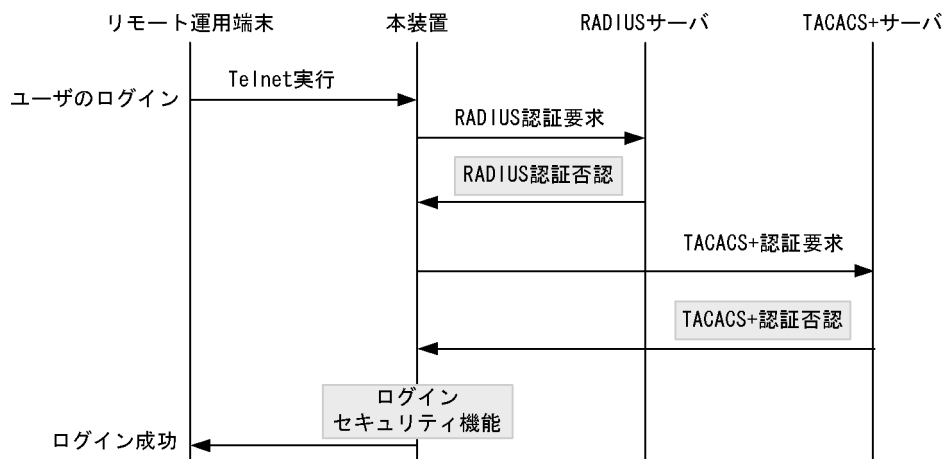 リモート運用端末
本装置
RADIUSサーバ
TACACS+サーバ
Telnet実行
ユーザのログイン
RADIUS認証要求
RADIUS認証否認
TACACS+認証要求
TACACS+認証否認
ログイン
セキュリティ機能
ログイン成功